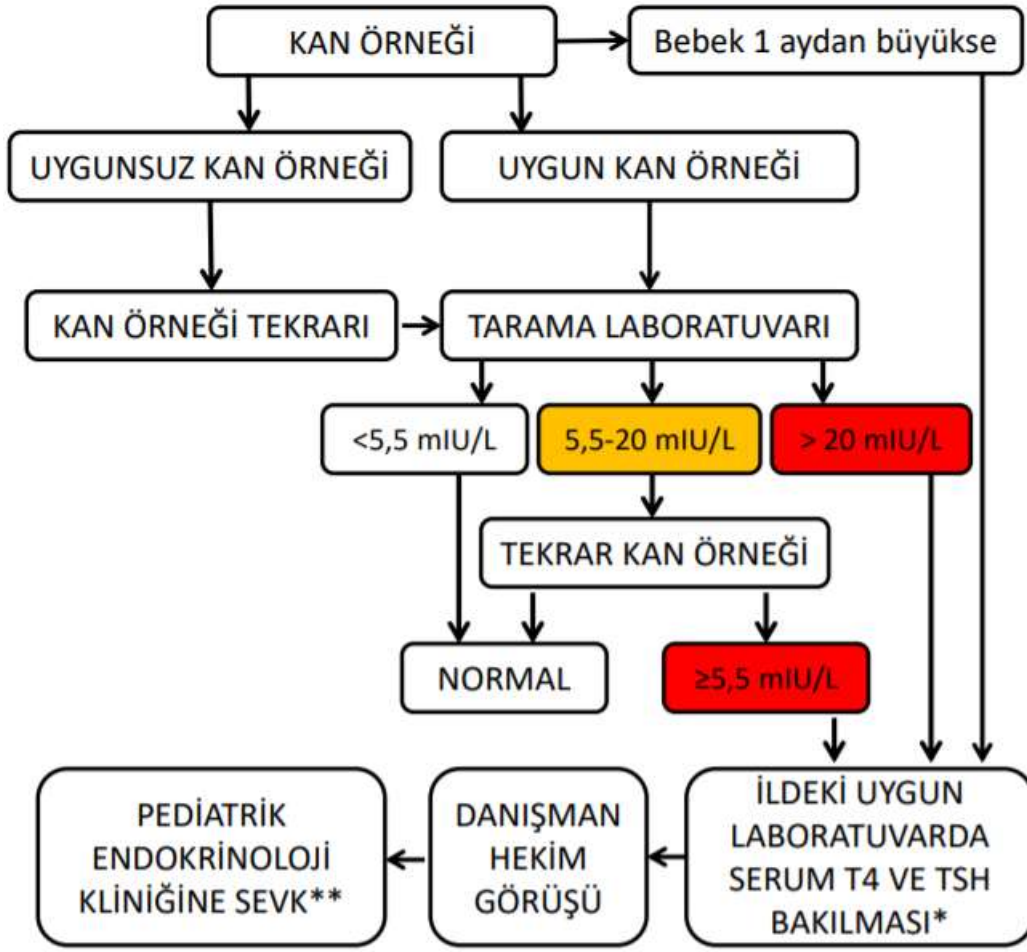 KAN ÖRNEĞİ
Bebek 1 aydan büyükse
UYGUNSUZ KAN ÖRNEĞİ
UYGUN KAN ÖRNEĞİ
KAN ÖRNEĞİ TEKRARI
TARAMA LABORATUVARI
<5,5 mIU/L
5,5-20 mIU/L
> 20 mIU/L
TEKRAR KAN ÖRNEĞİ
NORMAL
≥5,5 mIU/L
PEDİATRİK
ENDOKRİNOLOJİ
KLİNİĞİNE SEVK**
DANIŞMAN
HEKİM
GÖRÜŞÜ
İLDEKİ UYGUN
LABORATUVARDA
SERUM T4 VE TSH
BAKILMASI*